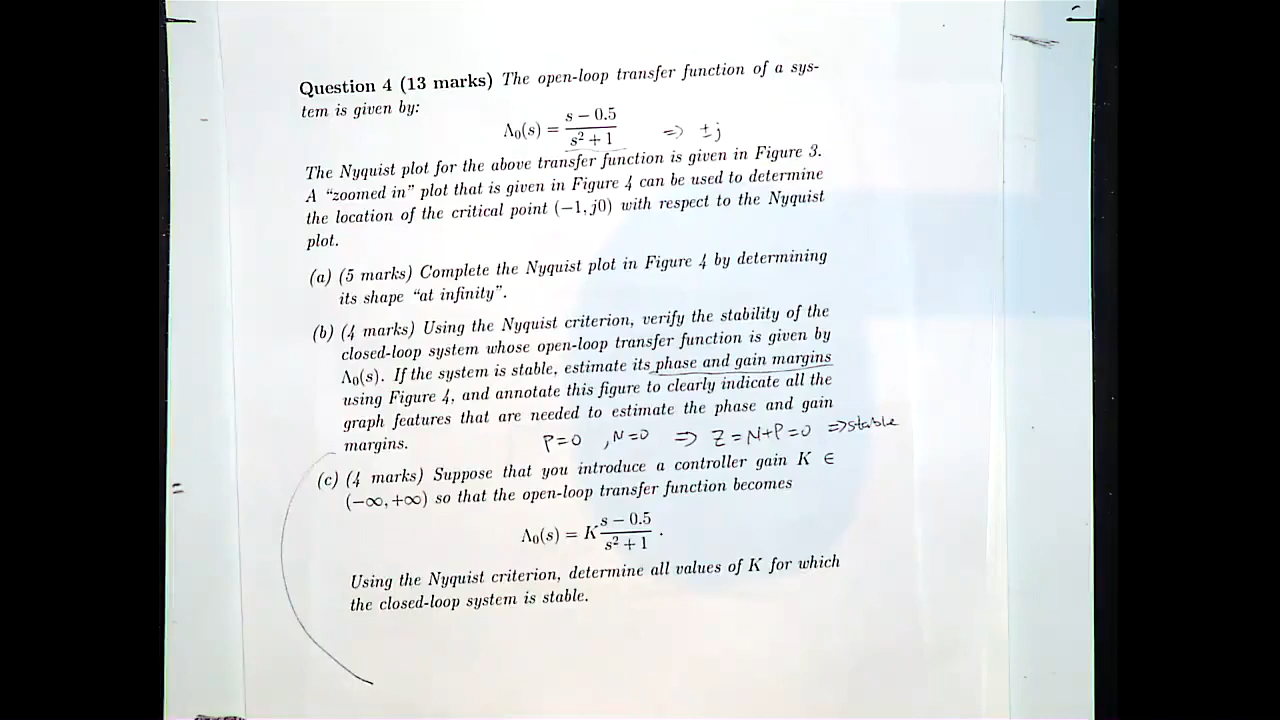 Question 4 (13 marks) The open-loop transfer function of a sys-
tem is given by:
Λ₀(s) = (s − 0.5)/(s² + 1) ⇒ ±j
The Nyquist plot for the above transfer function is given in Figure 3.
A "zoomed in" plot that is given in Figure 4 can be used to determine
the location of the critical point (−1, j0) with respect to the Nyquist
plot.
(a) (5 marks) Complete the Nyquist plot in Figure 4 by determining
its shape "at infinity".
(b) (4 marks) Using the Nyquist criterion, verify the stability of the
closed-loop system whose open-loop transfer function is given by
Λ₀(s). If the system is stable, estimate its phase and gain margins
using Figure 4, and annotate this figure to clearly indicate all the
graph features that are needed to estimate the phase and gain
margins. P=0 , N=0 ⇒ Z=N+P=0 ⇒stable
(c) (4 marks) Suppose that you introduce a controller gain K ∈
(−∞, +∞) so that the open-loop transfer function becomes
Λ₀(s) = K (s − 0.5)/(s² + 1) .
Using the Nyquist criterion, determine all values of K for which
the closed-loop system is stable.